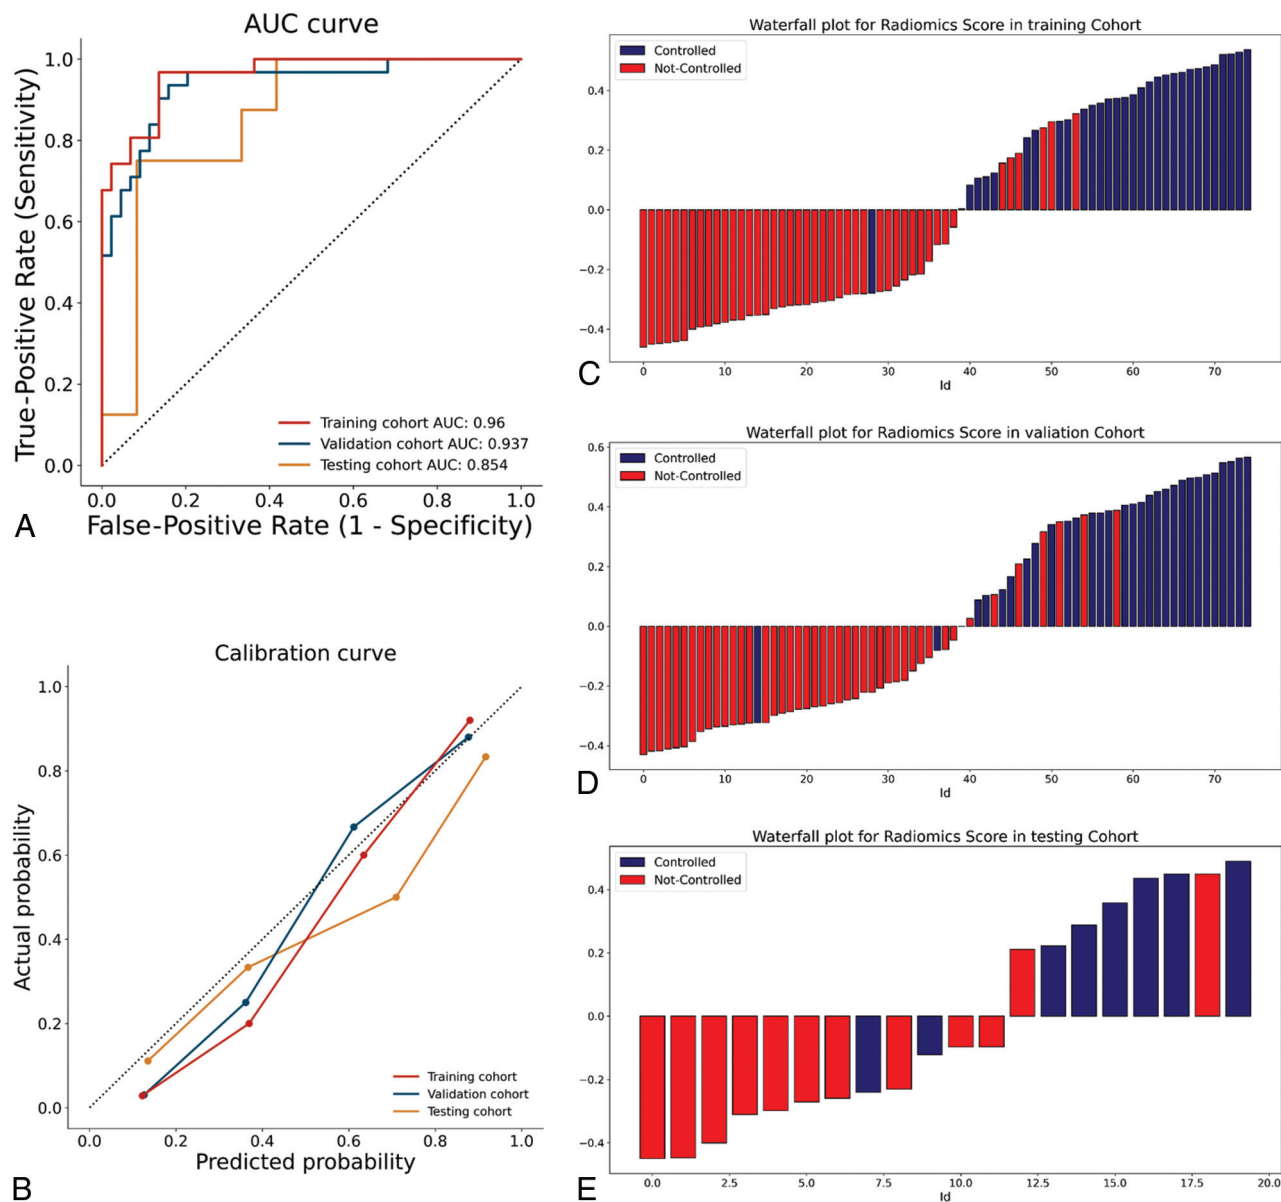 AUC curve
1.0
0.8
0.6
0.4
0.2
0.0
True-Positive Rate (Sensitivity)
Training cohort AUC: 0.96
Validation cohort AUC: 0.937
Testing cohort AUC: 0.854
0.0 0.2 0.4 0.6 0.8 1.0
False-Positive Rate (1 - Specificity)
A
Calibration curve
1.0
0.8
0.6
0.4
0.2
0.0
Actual probability
Training cohort
Validation cohort
Testing cohort
0.0 0.2 0.4 0.6 0.8 1.0
Predicted probability
B
Waterfall plot for Radiomics Score in training Cohort
Controlled
Not-Controlled
0.4
0.2
0.0
−0.2
−0.4
0 10 20 30 40 50 60 70
Id
C
Waterfall plot for Radiomics Score in valiation Cohort
Controlled
Not-Controlled
0.6
0.4
0.2
0.0
−0.2
−0.4
0 10 20 30 40 50 60 70
Id
D
Waterfall plot for Radiomics Score in testing Cohort
Controlled
Not-Controlled
0.4
0.2
0.0
−0.2
−0.4
0.0 2.5 5.0 7.5 10.0 12.5 15.0 17.5 20.0
Id
E